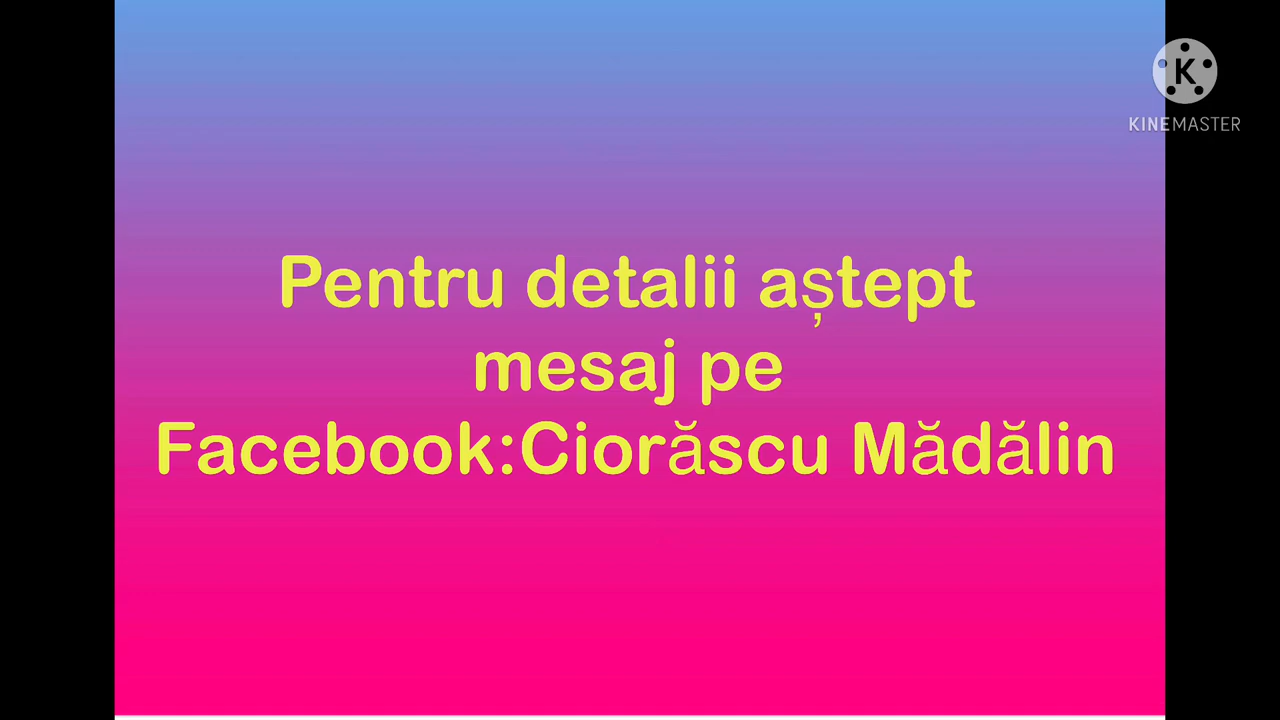 K
KINEMASTER
Pentru detalii aștept
mesaj pe
Facebook:Ciorăscu Mădălin